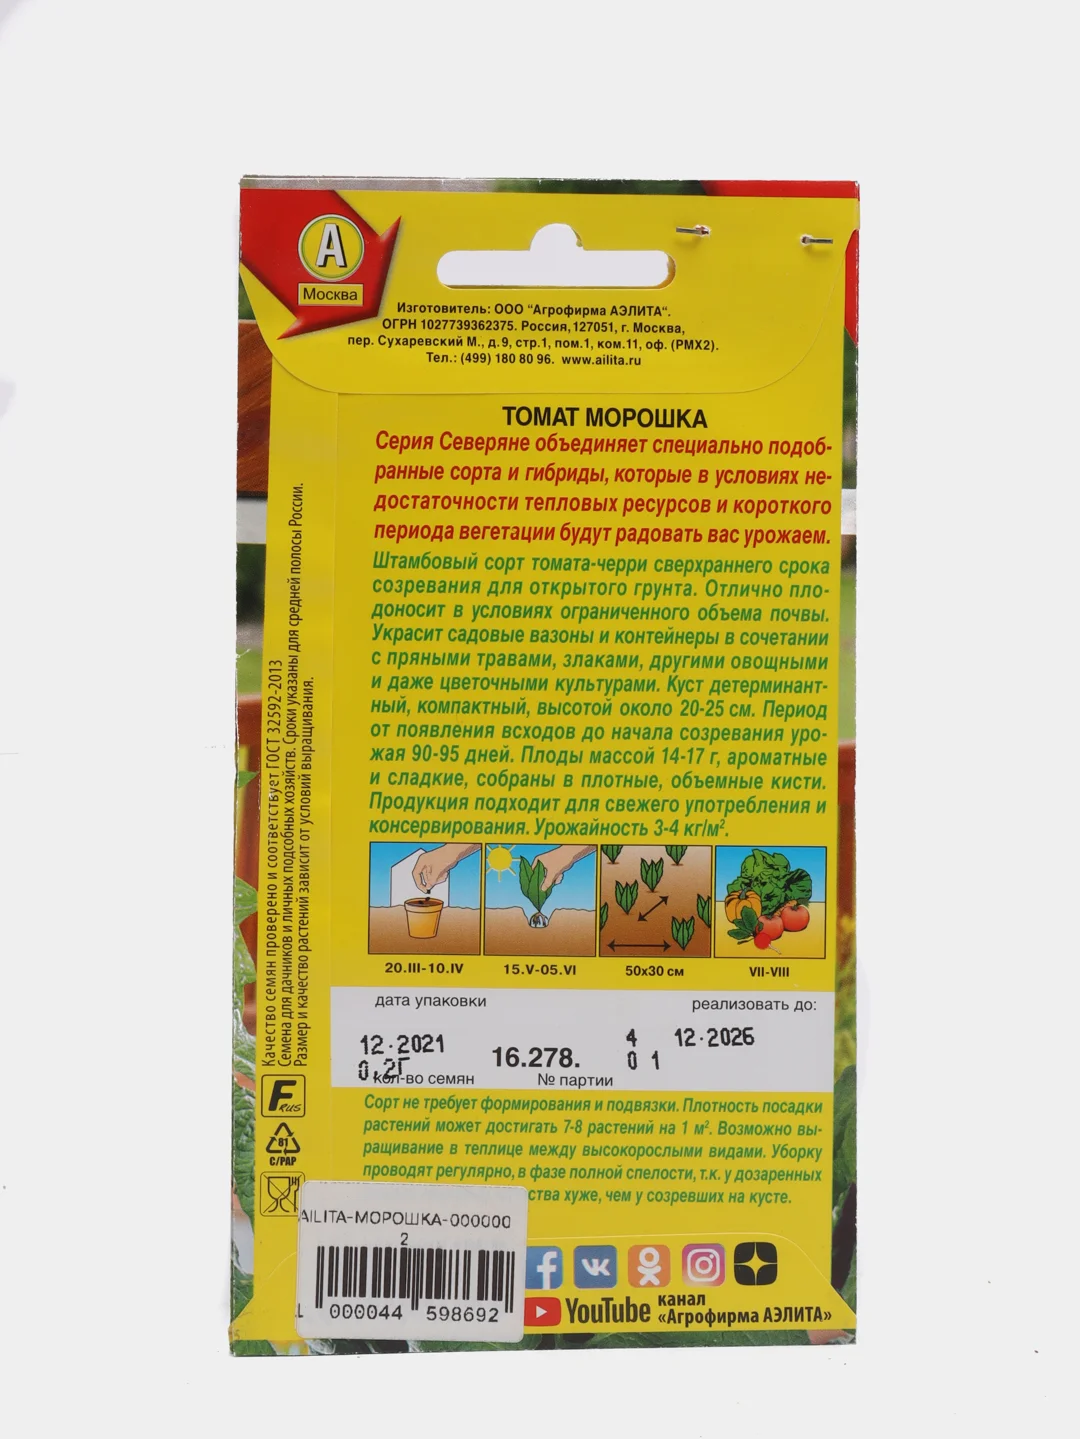 А
Москва
Изготовитель: ООО “Агрофирма АЭЛИТА“.
ОГРН 1027739362375. Россия,127051, г. Москва,
пер. Сухаревский М., д.9, стр.1, пом.1, ком.11, оф. (РМХ2).
Тел.: (499) 180 80 96. www.ailita.ru
ТОМАТ МОРОШКА
Серия Северяне объединяет специально подоб-
ранные сорта и гибриды, которые в условиях не-
достаточности тепловых ресурсов и короткого
периода вегетации будут радовать вас урожаем.
Штамбовый сорт томата-черри сверхраннего срока
созревания для открытого грунта. Отлично пло-
доносит в условиях ограниченного объема почвы.
Украсит садовые вазоны и контейнеры в сочетании
с пряными травами, злаками, другими овощными
и даже цветочными культурами. Куст детерминант-
ный, компактный, высотой около 20-25 см. Период
от появления всходов до начала созревания уро-
жая 90-95 дней. Плоды массой 14-17 г, ароматные
и сладкие, собраны в плотные, объемные кисти.
Продукция подходит для свежего употребления и
консервирования. Урожайность 3-4 кг/м².
20.III-10.IV
15.V-05.VI
50х30 см
VII-VIII
дата упаковки
реализовать до:
12·2021
16.278.
4
0 1
12·2026
0,2Г
кол-во семян
№ партии
Сорт не требует формирования и подвязки. Плотность посадки
растений может достигать 7-8 растений на 1 м². Возможно вы-
ращивание в теплице между высокорослыми видами. Уборку
проводят регулярно, в фазе полной спелости, т.к. у дозаренных
ства хуже, чем у созревших на кусте.
Качество семян проверено и соответствует ГОСТ 32592-2013
Семена для дачников и личных подсобных хозяйств. Сроки указаны для средней полосы России.
Размер и качество растений зависит от условий выращивания.
F RUS
81
C/PAP
AILITA-МОРОШКА-000000
2
000044 598692
YouTube
канал
«Агрофирма АЭЛИТА»